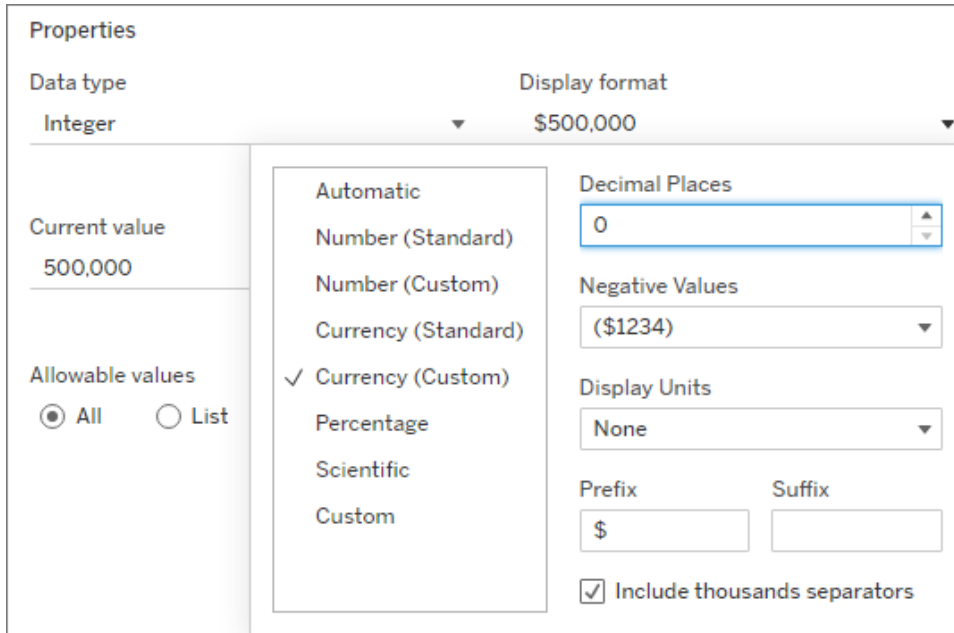 Properties
Data type
Display format
Integer
$500,000
Current value
500,000
Allowable values
All
List
Automatic
Number (Standard)
Number (Custom)
Currency (Standard)
Currency (Custom)
Percentage
Scientific
Custom
Decimal Places
0
Negative Values
($1234)
Display Units
None
Prefix
Suffix
$
Include thousands separators